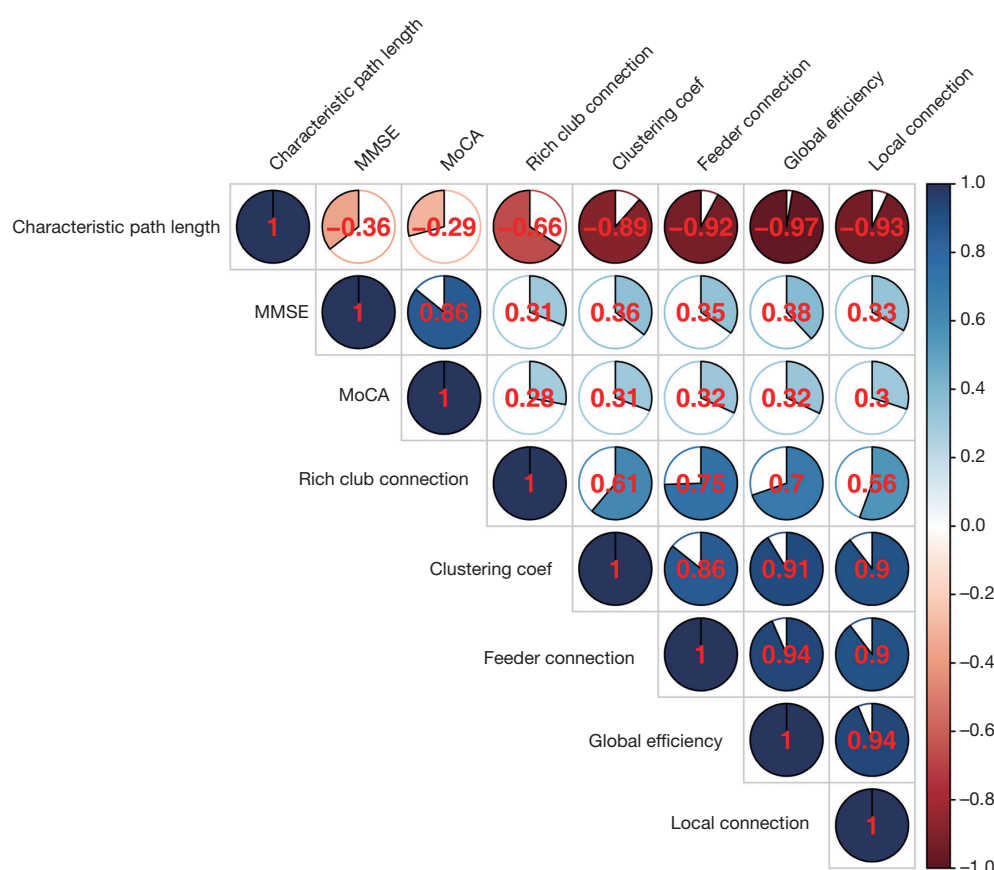 Characteristic path length
MMSE
MoCA
Rich club connection
Clustering coef
Feeder connection
Global efficiency
Local connection
Characteristic path length 1 −0.36 −0.29 −0.66 −0.89 −0.92 −0.97 −0.93
MMSE 1 0.86 0.31 0.36 0.35 0.38 0.33
MoCA 1 0.28 0.31 0.32 0.32 0.3
Rich club connection 1 0.61 0.75 0.7 0.56
Clustering coef 1 0.86 0.91 0.9
Feeder connection 1 0.94 0.9
Global efficiency 1 0.94
Local connection 1
1.0
0.8
0.6
0.4
0.2
0.0
−0.2
−0.4
−0.6
−0.8
−1.0